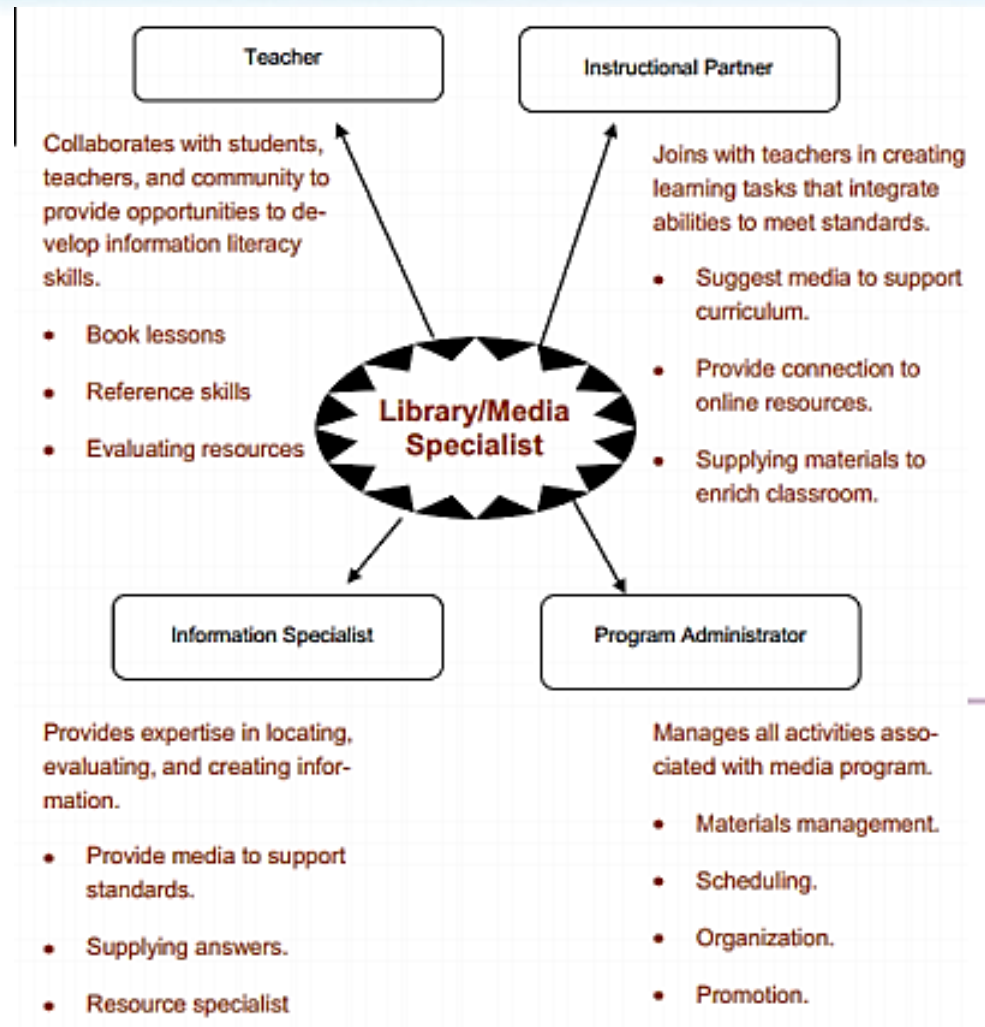 Teacher
Collaborates with students,
teachers, and community to
provide opportunities to de-
velop information literacy
skills.
• Book lessons
• Reference skills
• Evaluating resources
Instructional Partner
Joins with teachers in creating
learning tasks that integrate
abilities to meet standards.
• Suggest media to support
curriculum.
• Provide connection to
online resources.
• Supplying materials to
enrich classroom.
Library/Media
Specialist
Information Specialist
Provides expertise in locating,
evaluating, and creating infor-
mation.
• Provide media to support
standards.
• Supplying answers.
• Resource specialist
Program Administrator
Manages all activities asso-
ciated with media program.
• Materials management.
• Scheduling.
• Organization.
• Promotion.